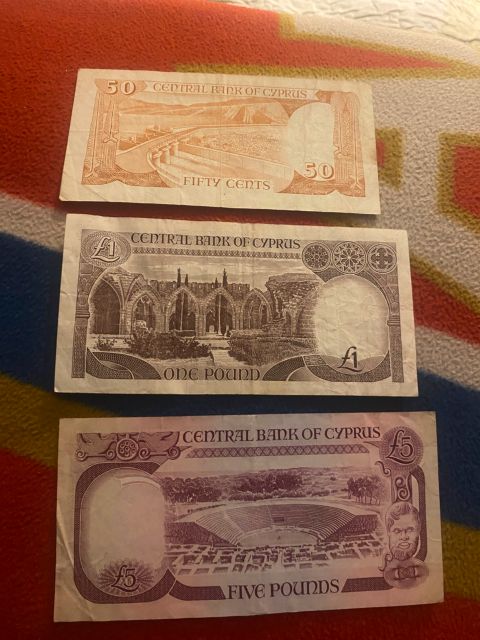 50
CENTRAL BANK OF CYPRUS
50
FIFTY CENTS
£1
CENTRAL BANK OF CYPRUS
£1
ONE POUND
CENTRAL BANK OF CYPRUS
£5
£5
FIVE POUNDS